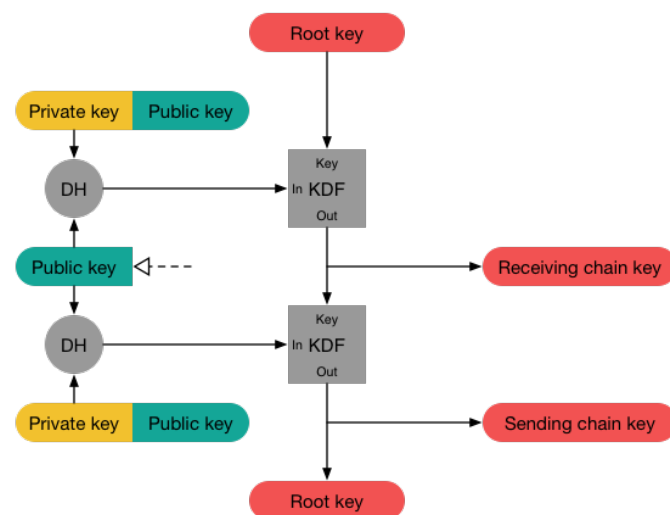 Root key
Private key Public key
Key
DH In KDF
Out
Public key Receiving chain key
Key
DH In KDF
Out
Private key Public key Sending chain key
Root key